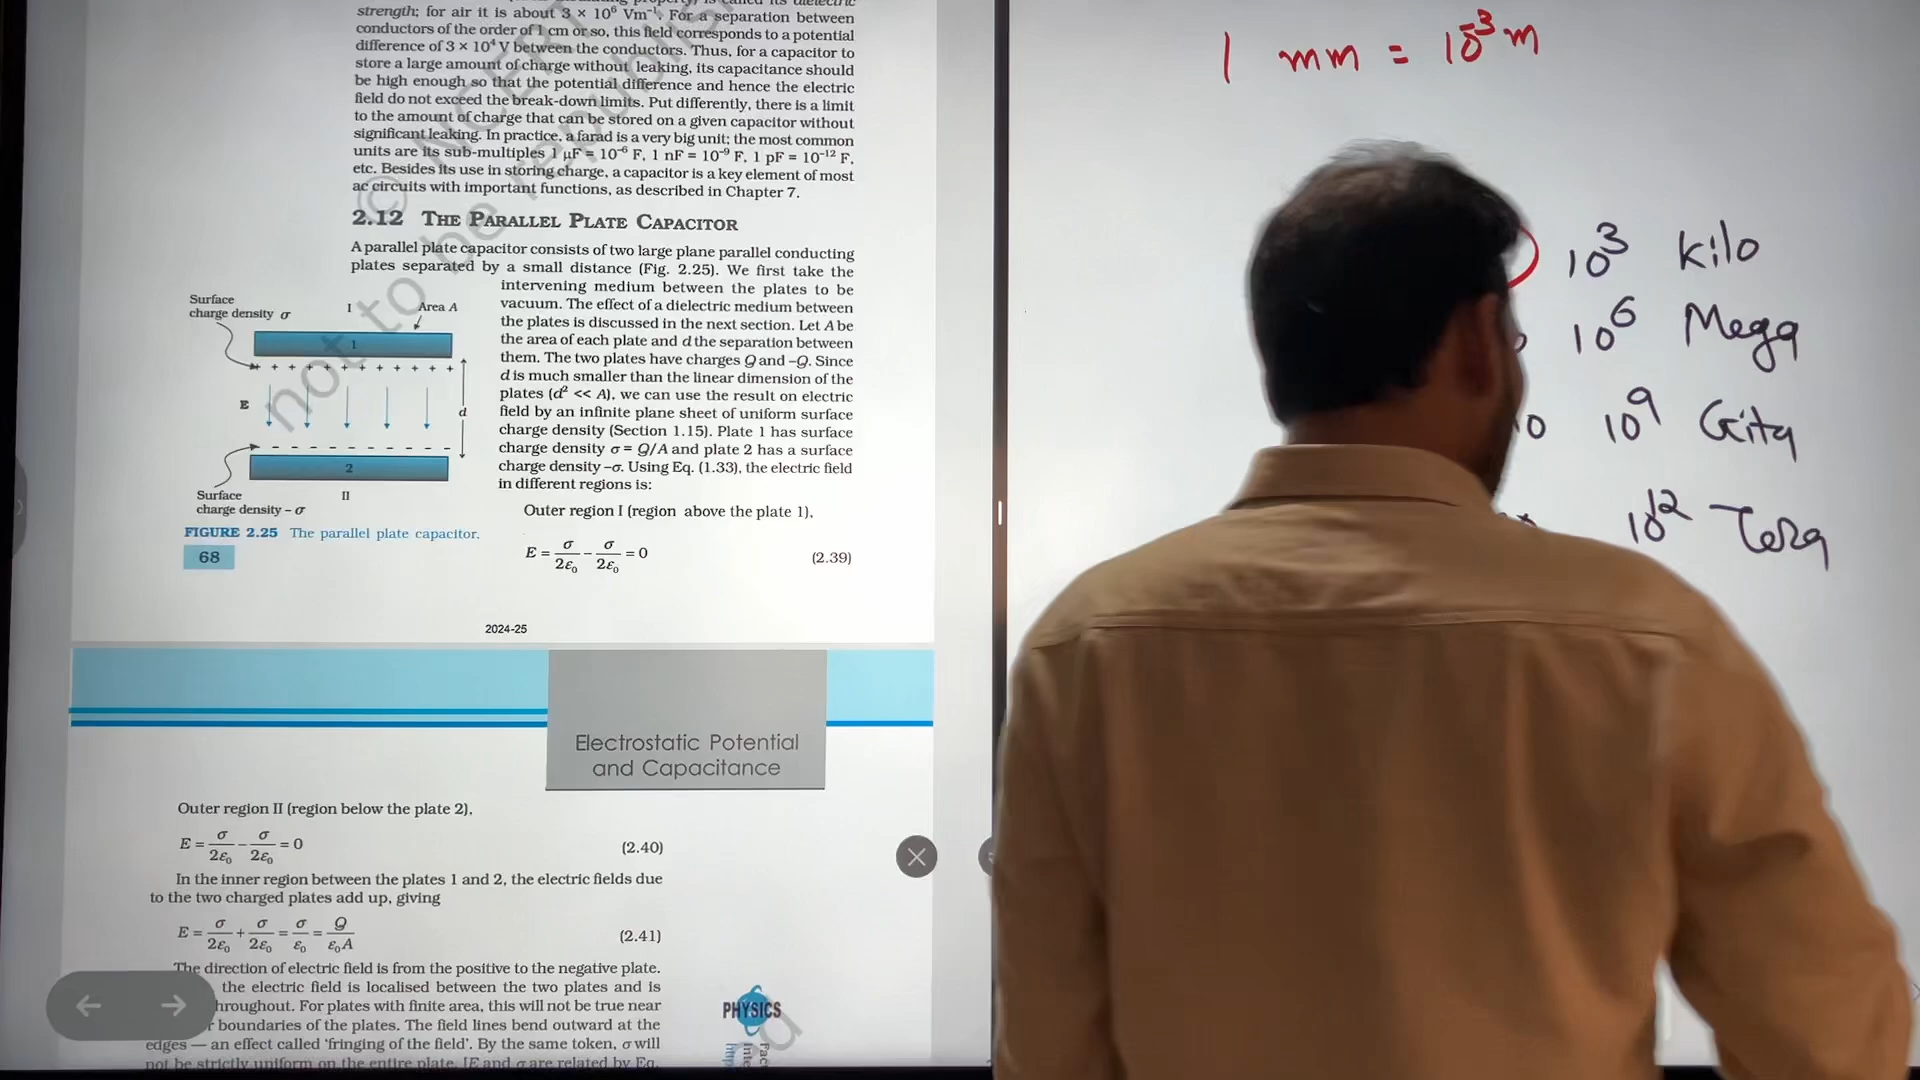 strength; for air it is about 3 × 10⁶ Vm⁻¹. For a separation between
conductors of the order of 1 cm or so, this field corresponds to a potential
difference of 3 × 10⁴ V between the conductors. Thus, for a capacitor to
store a large amount of charge without leaking, its capacitance should
be high enough so that the potential difference and hence the electric
field do not exceed the break-down limits. Put differently, there is a limit
to the amount of charge that can be stored on a given capacitor without
significant leaking. In practice, a farad is a very big unit; the most common
units are its sub-multiples 1 μF = 10⁻⁶ F, 1 nF = 10⁻⁹ F, 1 pF = 10⁻¹² F,
etc. Besides its use in storing charge, a capacitor is a key element of most
ac circuits with important functions, as described in Chapter 7.
2.12 THE PARALLEL PLATE CAPACITOR
A parallel plate capacitor consists of two large plane parallel conducting
plates separated by a small distance (Fig. 2.25). We first take the
intervening medium between the plates to be
vacuum. The effect of a dielectric medium between
the plates is discussed in the next section. Let A be
the area of each plate and d the separation between
them. The two plates have charges Q and –Q. Since
d is much smaller than the linear dimension of the
plates (d² << A), we can use the result on electric
field by an infinite plane sheet of uniform surface
charge density (Section 1.15). Plate 1 has surface
charge density σ = Q/A and plate 2 has a surface
charge density –σ. Using Eq. (1.33), the electric field
in different regions is:
Surface
charge density σ
I
Area A
1
+ + + + + + + + + + +
E
d
2
Surface
charge density – σ
II
FIGURE 2.25 The parallel plate capacitor.
68
Outer region I (region above the plate 1),
E = σ/2ε₀ − σ/2ε₀ = 0 (2.39)
2024-25
Electrostatic Potential
and Capacitance
Outer region II (region below the plate 2),
E = σ/2ε₀ − σ/2ε₀ = 0 (2.40)
In the inner region between the plates 1 and 2, the electric fields due
to the two charged plates add up, giving
E = σ/2ε₀ + σ/2ε₀ = σ/ε₀ = Q/ε₀A (2.41)
The direction of electric field is from the positive to the negative plate.
the electric field is localised between the two plates and is
throughout. For plates with finite area, this will not be true near
boundaries of the plates. The field lines bend outward at the
edges — an effect called ‘fringing of the field’. By the same token, σ will
not be strictly uniform on the entire plate. [E and σ are related by Eq.
PHYSICS
© NCERT
not to be republis
1 mm = 10⁻³ m
10³ kilo
10⁶ Mega
10⁹ Gita
10¹² Tera